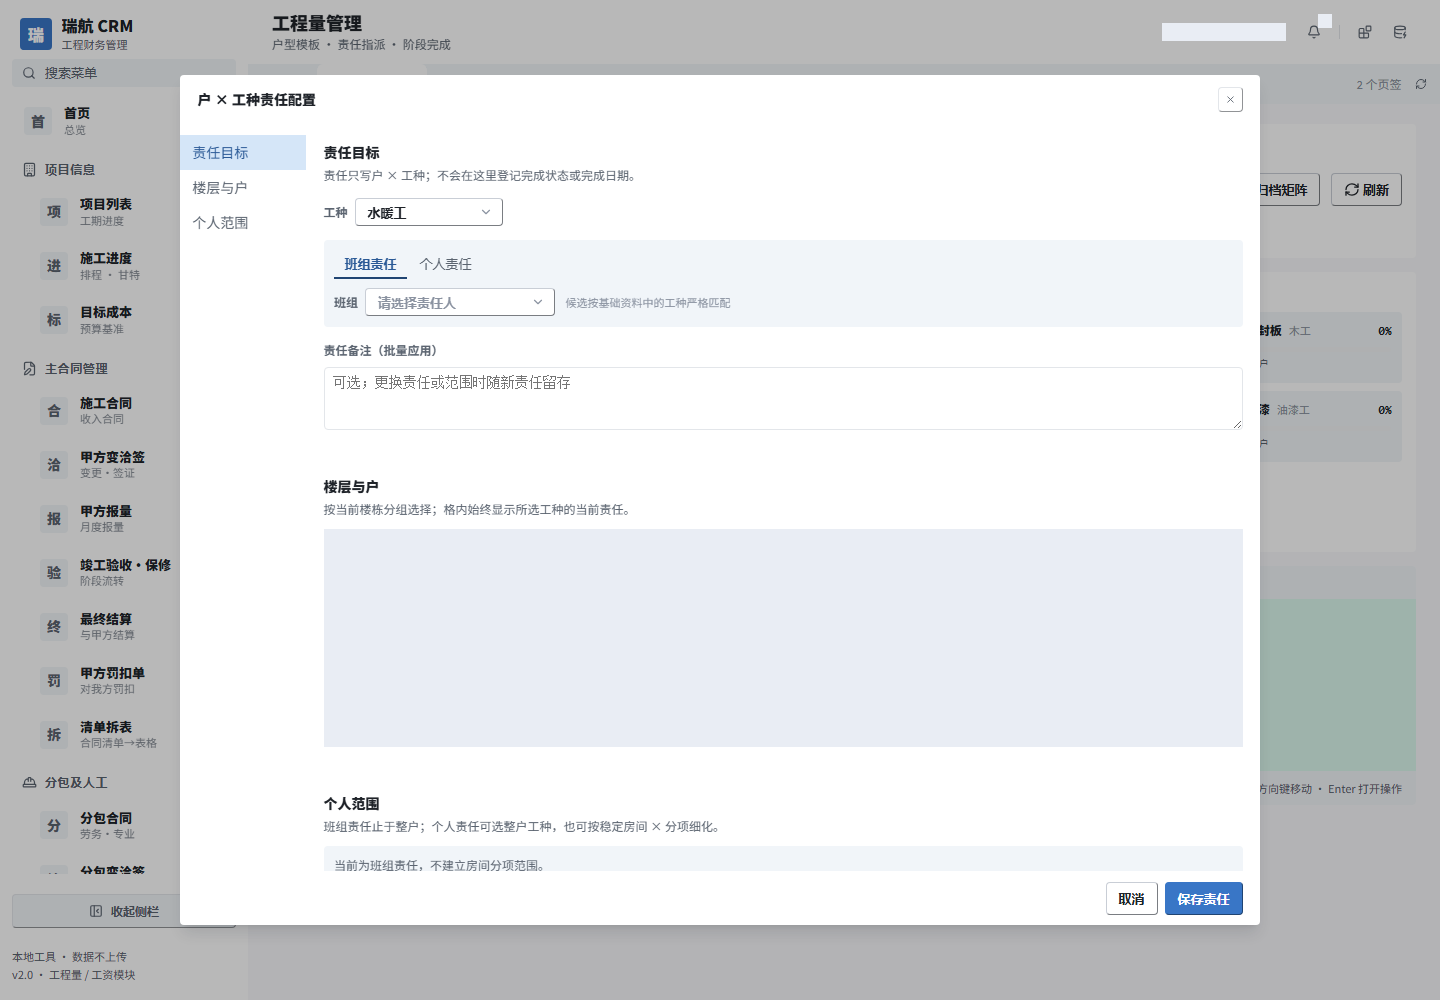 瑞
瑞航 CRM
工程财务管理
搜索菜单
首
首页
总览
项目信息
项
项目列表
工期进度
进
施工进度
排程 · 甘特
标
目标成本
预算基准
主合同管理
合
施工合同
收入合同
洽
甲方变洽签
变更·签证
报
甲方报量
月度报量
验
竣工验收·保修
阶段流转
终
最终结算
与甲方结算
罚
甲方罚扣单
对我方罚扣
拆
清单拆表
合同清单→表格
分包及人工
分
分包合同
劳务·专业
分包变洽签
收起侧栏
本地工具 · 数据不上传
v2.0 · 工程量 / 工资模块
工程量管理
户型模板 · 责任指派 · 阶段完成
2 个页签
归档矩阵
刷新
封板 木工 0%
户
漆 油漆工 0%
户
方向键移动 · Enter 打开操作
户 × 工种责任配置
责任目标
楼层与户
个人范围
责任目标
责任只写户 × 工种；不会在这里登记完成状态或完成日期。
工种 水暖工
班组责任 个人责任
班组 请选择责任人 候选按基础资料中的工种严格匹配
责任备注（批量应用）
可选；更换责任或范围时随新责任留存
楼层与户
按当前楼栋分组选择；格内始终显示所选工种的当前责任。
个人范围
班组责任止于整户；个人责任可选整户工种，也可按稳定房间 × 分项细化。
当前为班组责任，不建立房间分项范围。
取消
保存责任